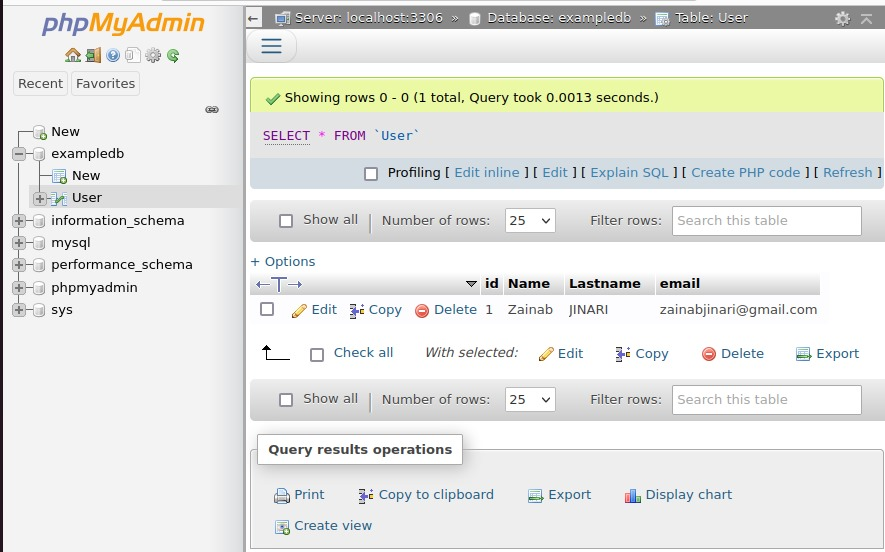 phpMyAdmin
Recent Favorites
New
exampledb
New
User
information_schema
mysql
performance_schema
phpmyadmin
sys
Server: localhost:3306 » Database: exampledb » Table: User
Showing rows 0 - 0 (1 total, Query took 0.0013 seconds.)
SELECT * FROM `User`
Profiling [ Edit inline ] [ Edit ] [ Explain SQL ] [ Create PHP code ] [ Refresh ]
Show all | Number of rows: 25 Filter rows: Search this table
+ Options
←T→ id Name Lastname email
Edit Copy Delete 1 Zainab JINARI zainabjinari@gmail.com
Check all With selected: Edit Copy Delete Export
Show all | Number of rows: 25 Filter rows: Search this table
Query results operations
Print Copy to clipboard Export Display chart
Create view